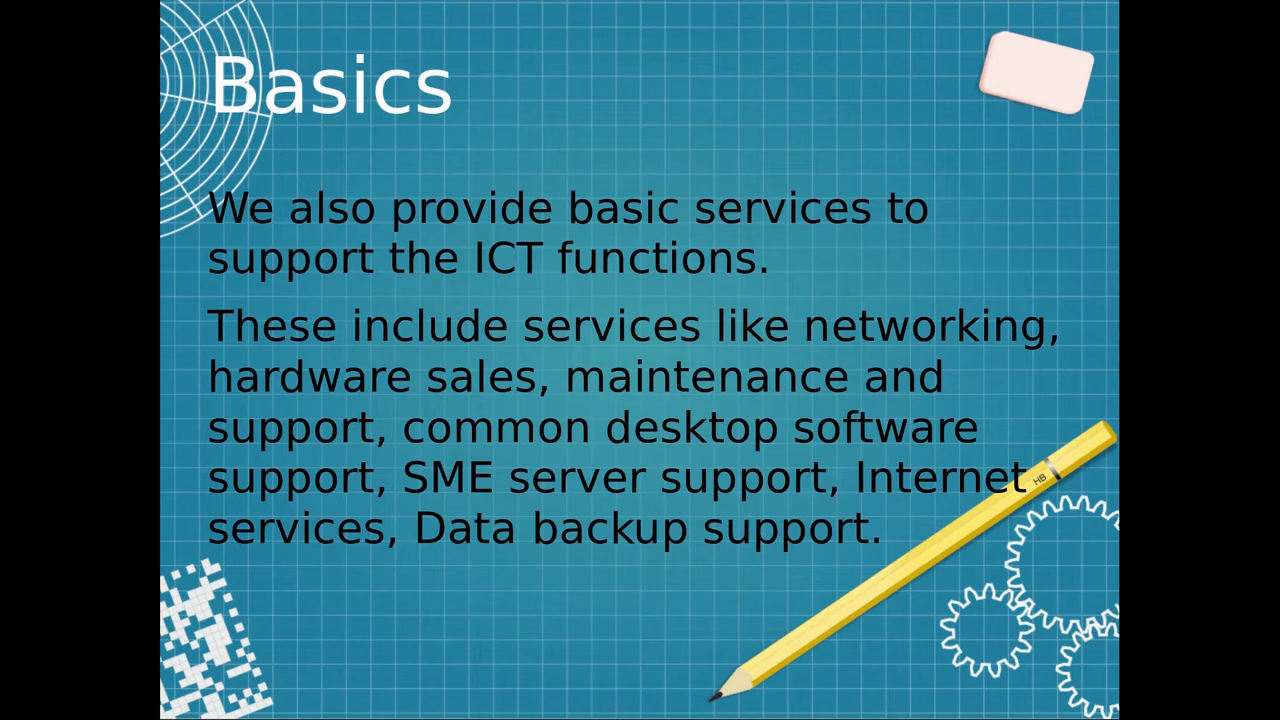 Basics
We also provide basic services to
support the ICT functions.
These include services like networking,
hardware sales, maintenance and
support, common desktop software
support, SME server support, Internet
services, Data backup support.
HB